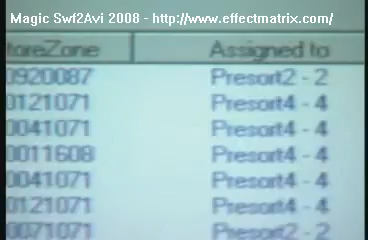 Magic Swf2Avi 2008 - http://www.effectmatrix.com/
toreZone Assigned to
0920087 Presort2 - 2
0121071 Presort4 - 4
0041071 Presort4 - 4
0011608 Presort4 - 4
0041071 Presort4 - 4
0121071 Presort4 - 4
0071071 Presort2 - 2